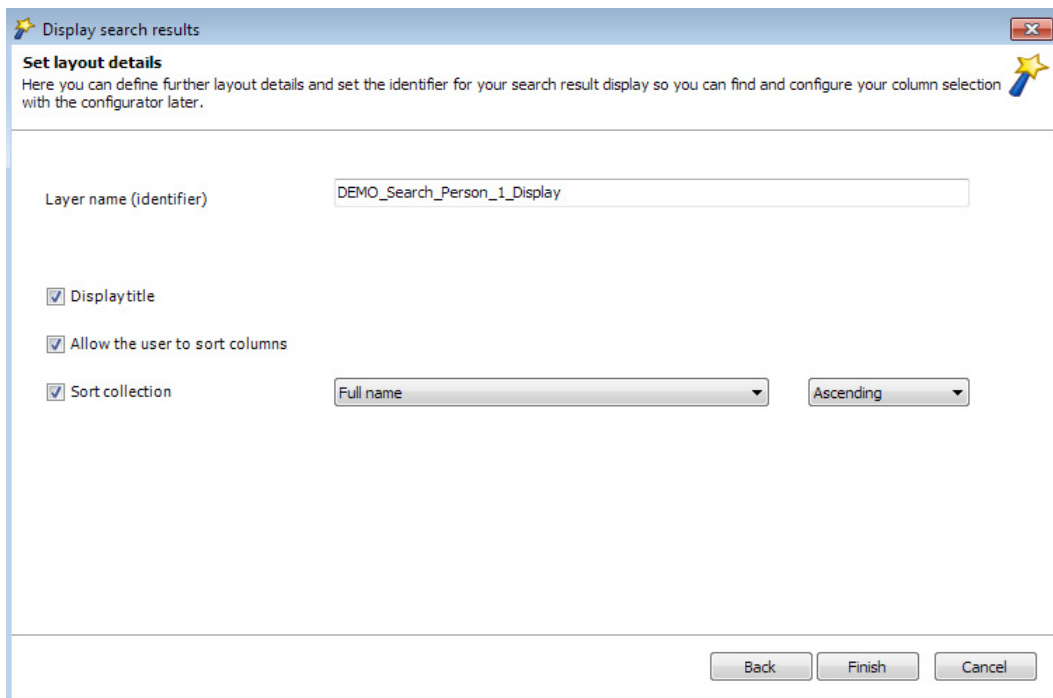 Display search results
Set layout details
Here you can define further layout details and set the identifier for your search result display so you can find and configure your column selection
with the configurator later.
Layer name (identifier)
DEMO_Search_Person_1_Display
Display title
Allow the user to sort columns
Sort collection
Full name
Ascending
Back
Finish
Cancel